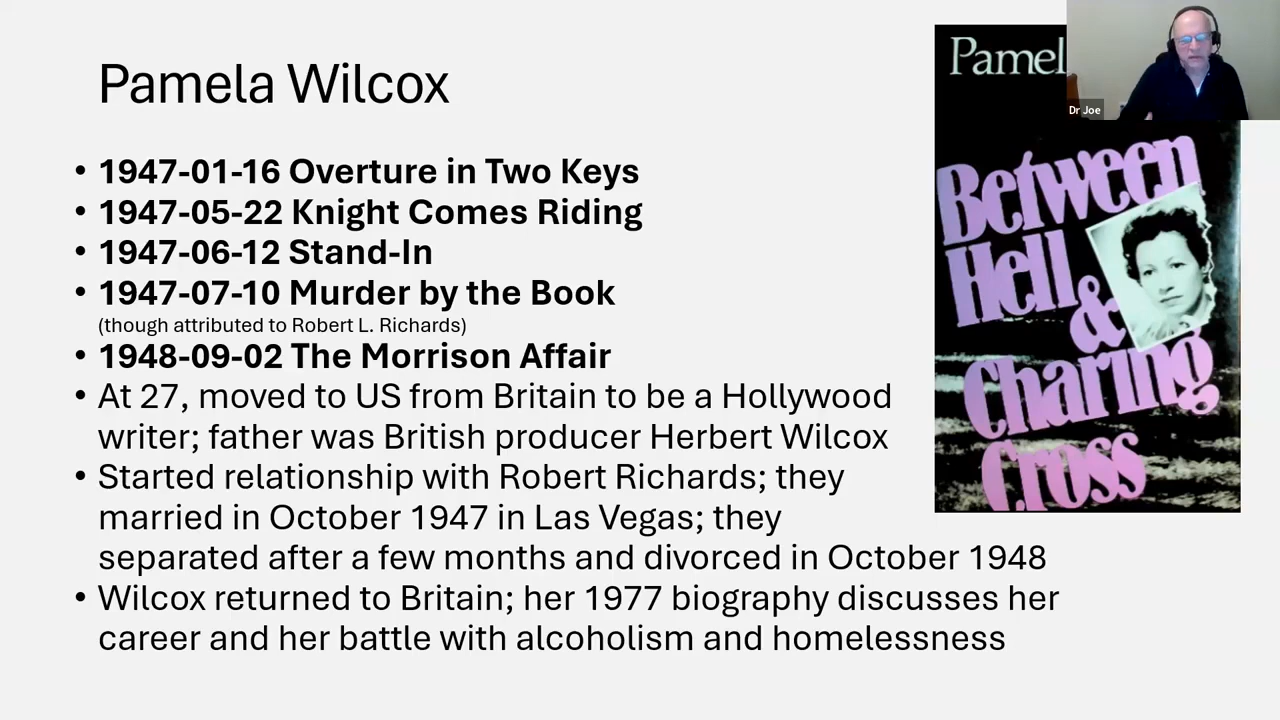 Pamela Wilcox
• 1947-01-16 Overture in Two Keys
• 1947-05-22 Knight Comes Riding
• 1947-06-12 Stand-In
• 1947-07-10 Murder by the Book
(though attributed to Robert L. Richards)
• 1948-09-02 The Morrison Affair
• At 27, moved to US from Britain to be a Hollywood
writer; father was British producer Herbert Wilcox
• Started relationship with Robert Richards; they
married in October 1947 in Las Vegas; they
separated after a few months and divorced in October 1948
• Wilcox returned to Britain; her 1977 biography discusses her
career and her battle with alcoholism and homelessness
Pamel
Between
Hell
&
Charing
Cross
Dr Joe